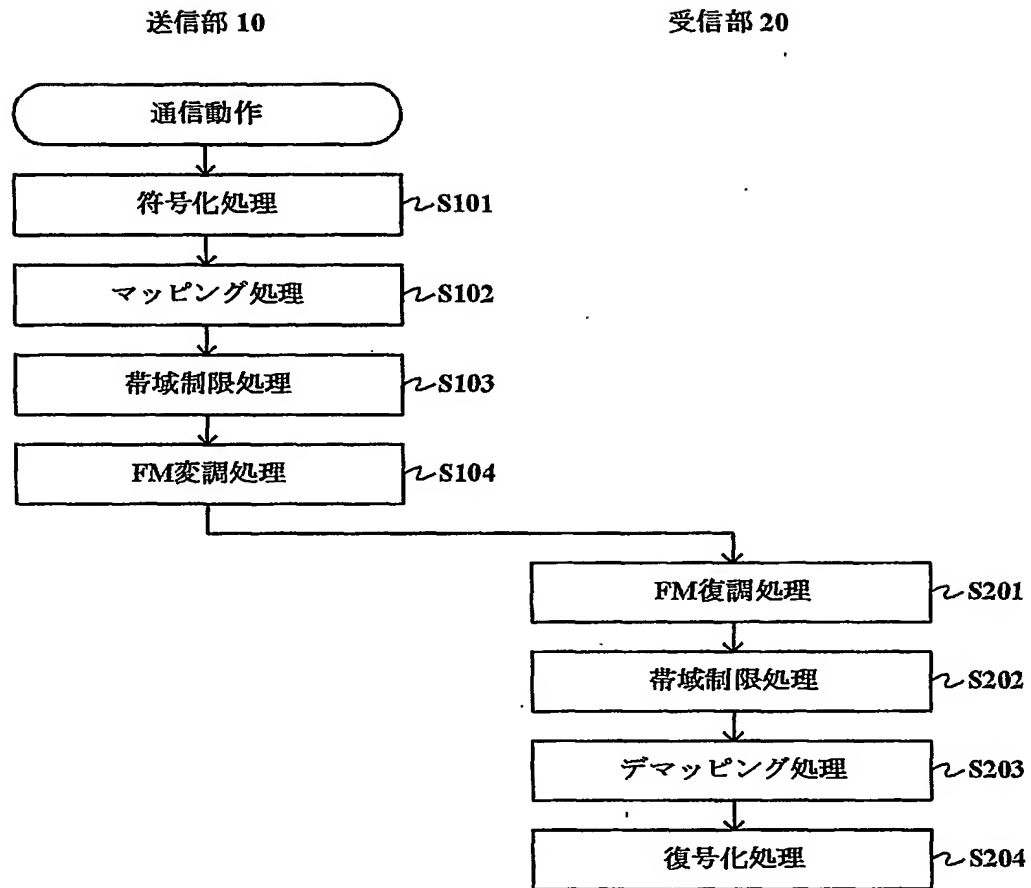 送信部 10
受信部 20
通信動作
符号化処理
S101
マッピング処理
S102
帯域制限処理
S103
FM変調処理
S104
FM復調処理
S201
帯域制限処理
S202
デマッピング処理
S203
復号化処理
S204